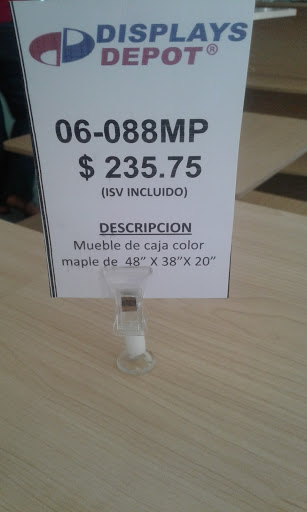 DISPLAYS
DEPOT®
06-088MP
$ 235.75
(ISV INCLUIDO)
DESCRIPCION
Mueble de caja color
maple de 48” X 38”X 20”